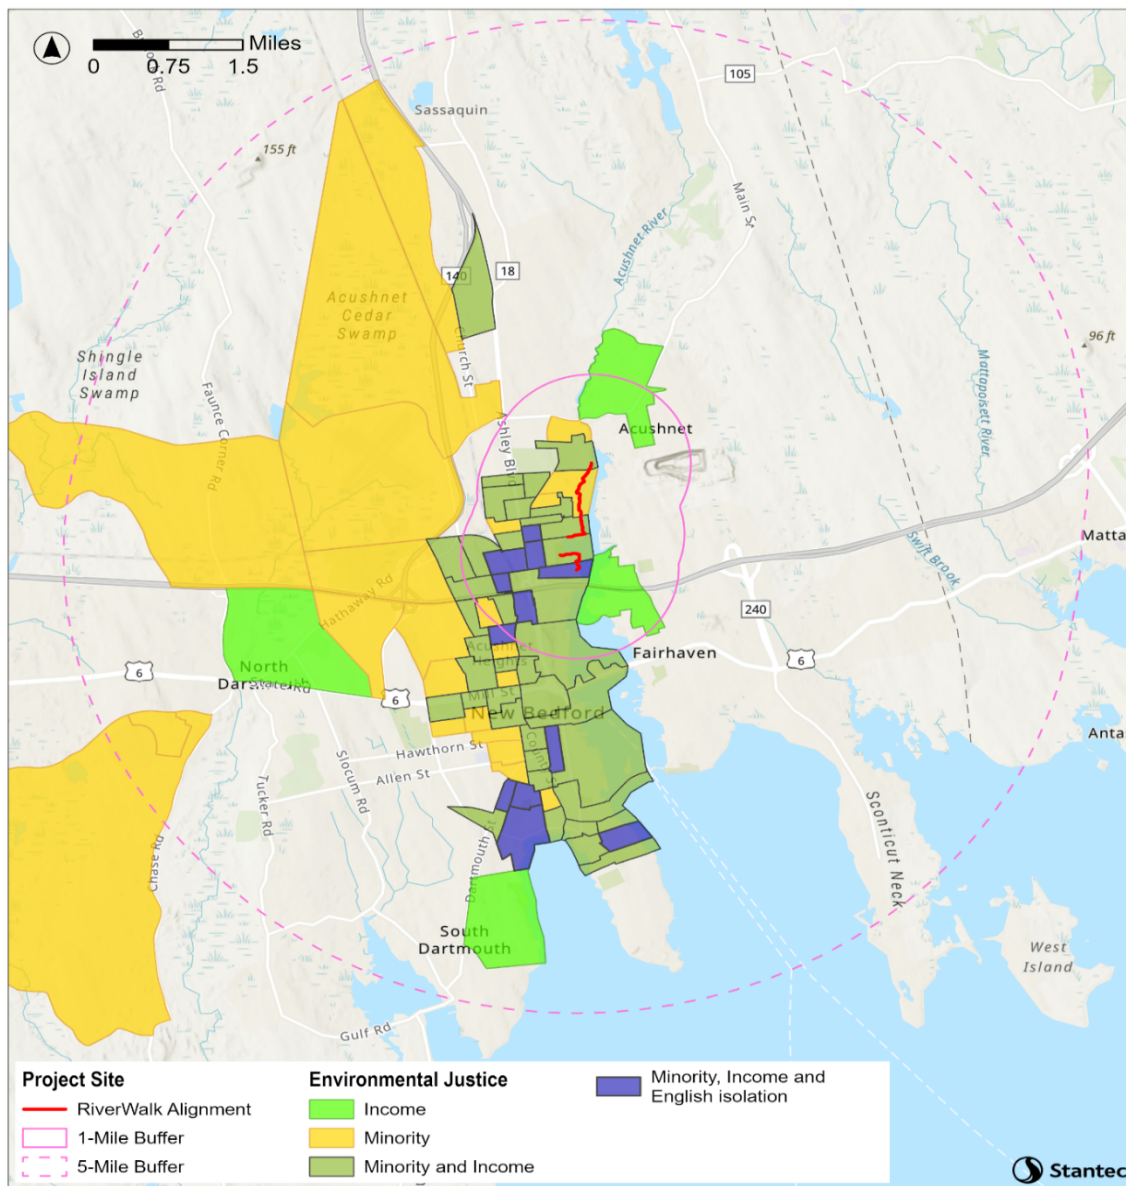 Miles
0 0.75 1.5
105
Sassaquin
155 ft
Main St
Acushnet River
140
18
Acushnet
Cedar
Swamp
Church St
96 ft
Shingle
Island
Swamp
Mattapoisett River
Faunce Corner Rd
Ashley Blvd
Acushnet
Swift Brook
Matta
Hathaway Rd
240
Acushnet
Heights
Fairhaven
6
North
State Rd
6
6
Mill St
New Bedford
Anta
Hawthorn St
County St
Allen St
Slocum Rd
Tucker Rd
Sconticut Neck
Chase Rd
Dartmouth St
South
Dartmouth
West
Island
Gulf Rd
Project Site
RiverWalk Alignment
1-Mile Buffer
5-Mile Buffer
Environmental Justice
Income
Minority
Minority and Income
Minority, Income and
English isolation
Stantec